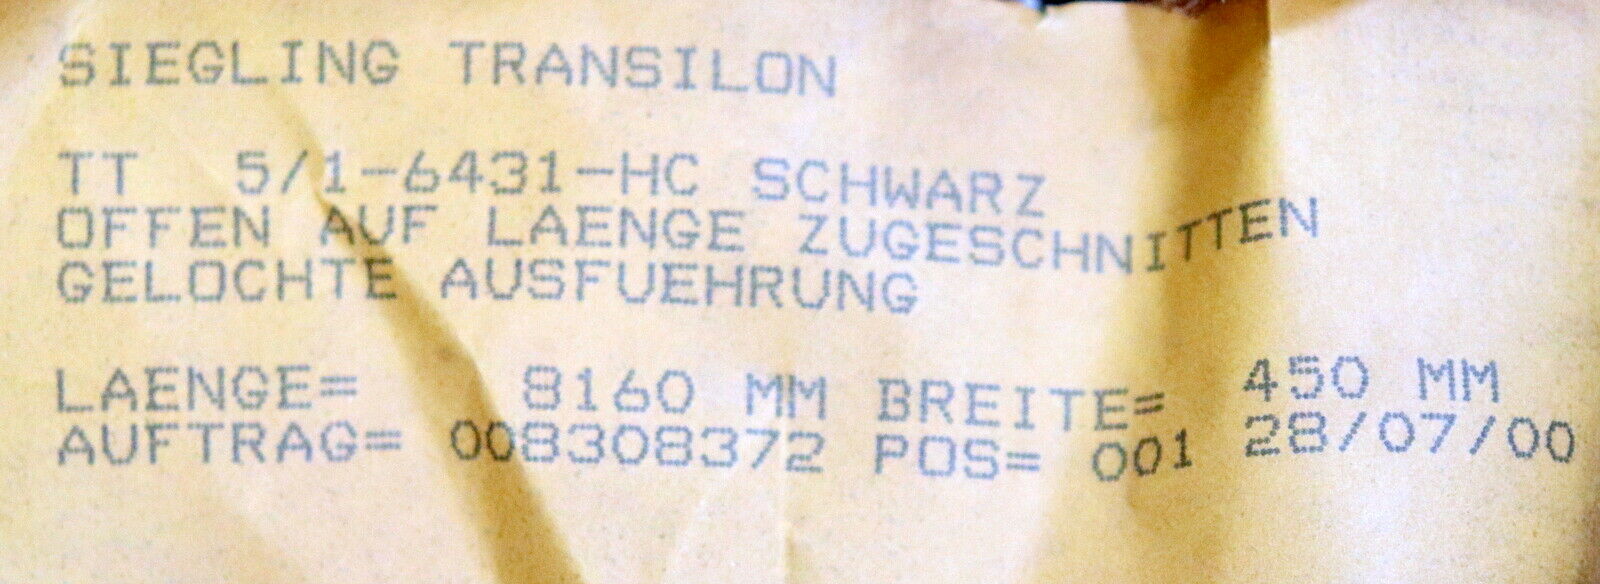 SIEGLING TRANSILON
TT 5/1-6431-HC SCHWARZ
OFFEN AUF LAENGE ZUGESCHNITTEN
GELOCHTE AUSFUEHRUNG
LAENGE= 8160 MM BREITE= 450 MM
AUFTRAG= 008308372 POS= 001 28/07/00